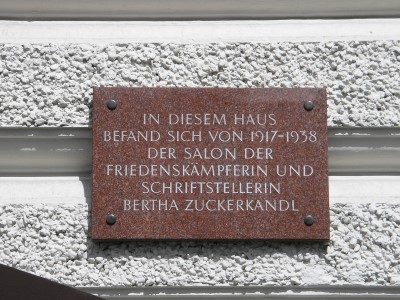 IN DIESEM HAUS
BEFAND SICH VON 1917-1938
DER SALON DER
FRIEDENSKÄMPFERIN UND
SCHRIFTSTELLERIN
BERTHA ZUCKERKANDL